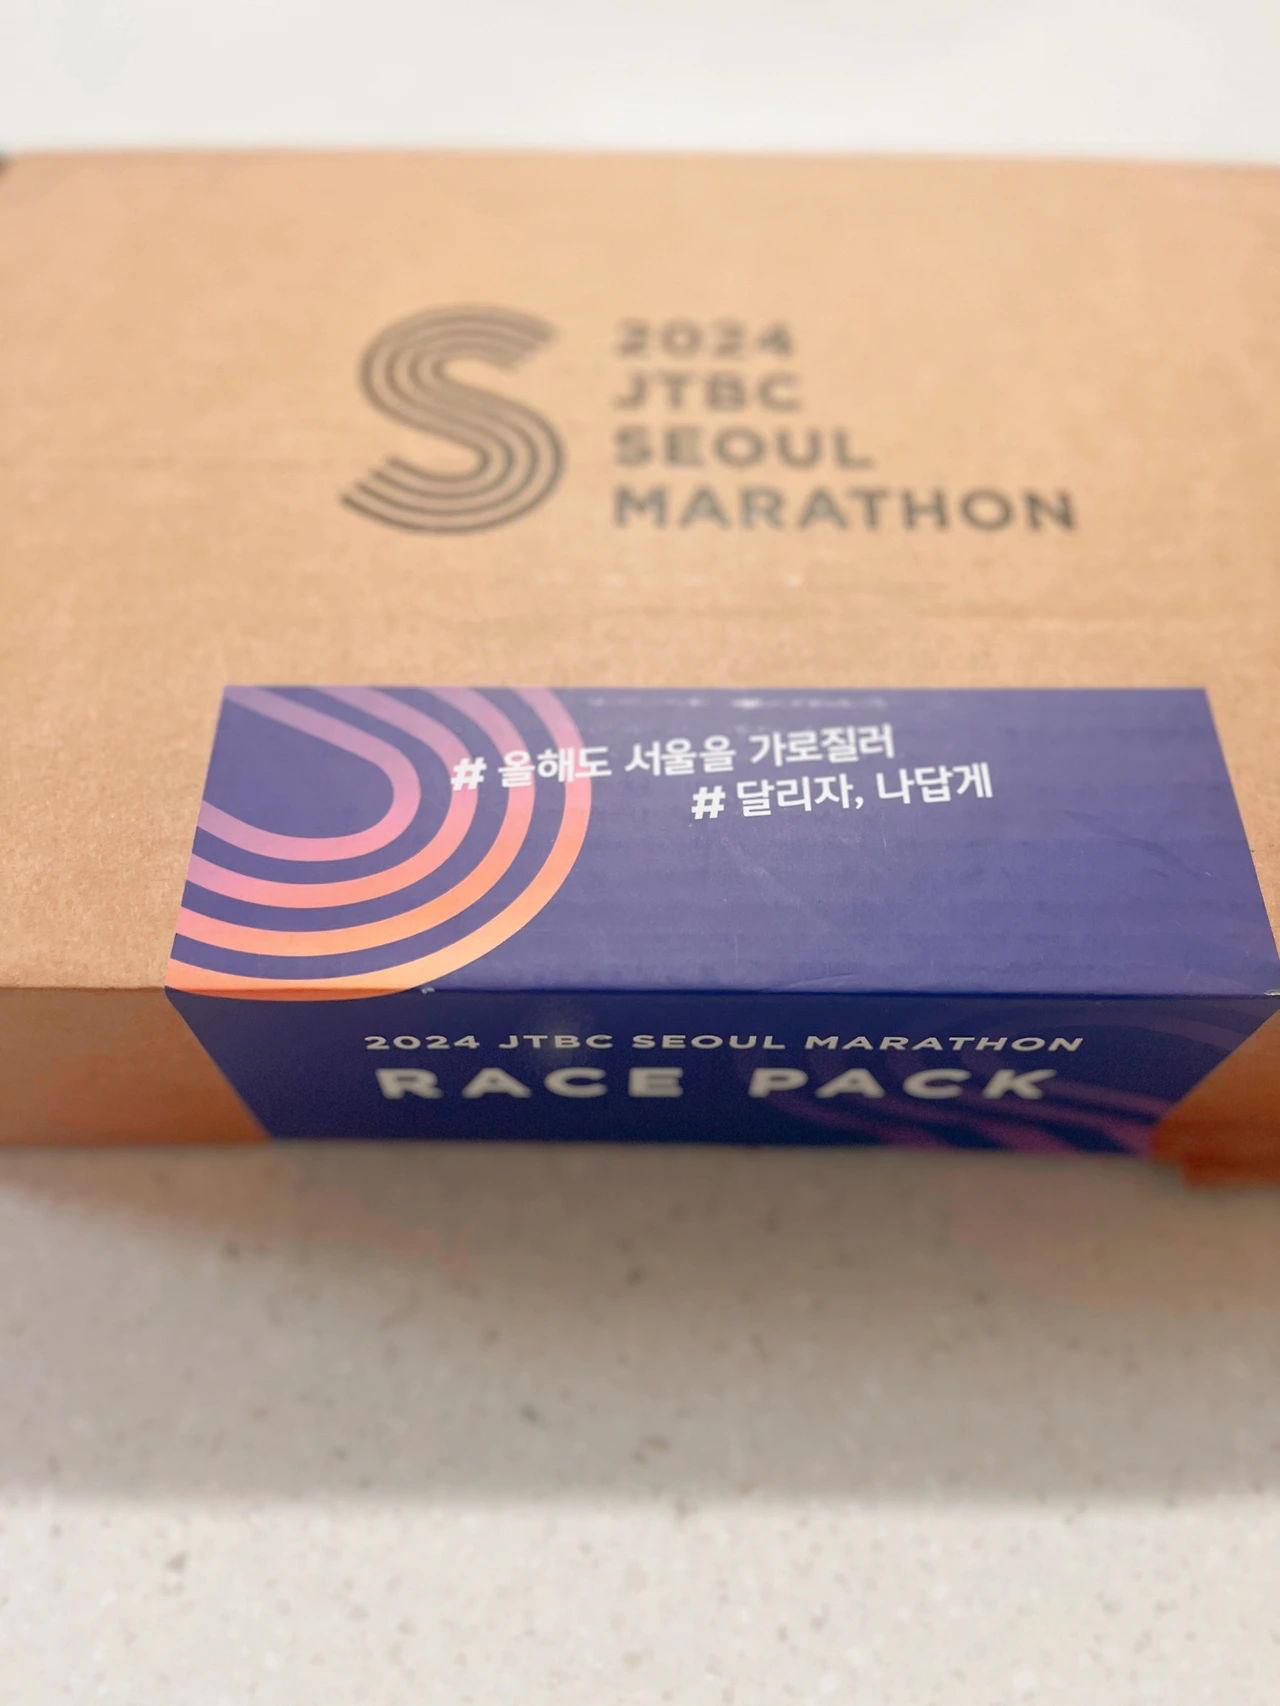 2024
JTBC
SEOUL
MARATHON
# 올해도 서울을 가로질러
# 달리자, 나답게
2024 JTBC SEOUL MARATHON
RACE PACK